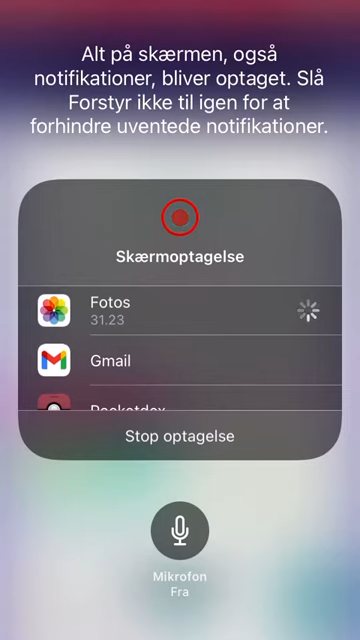 Alt på skærmen, også
notifikationer, bliver optaget. Slå
Forstyr ikke til igen for at
forhindre uventede notifikationer.
Skærmoptagelse
Fotos
31.23
Gmail
Stop optagelse
Mikrofon
Fra